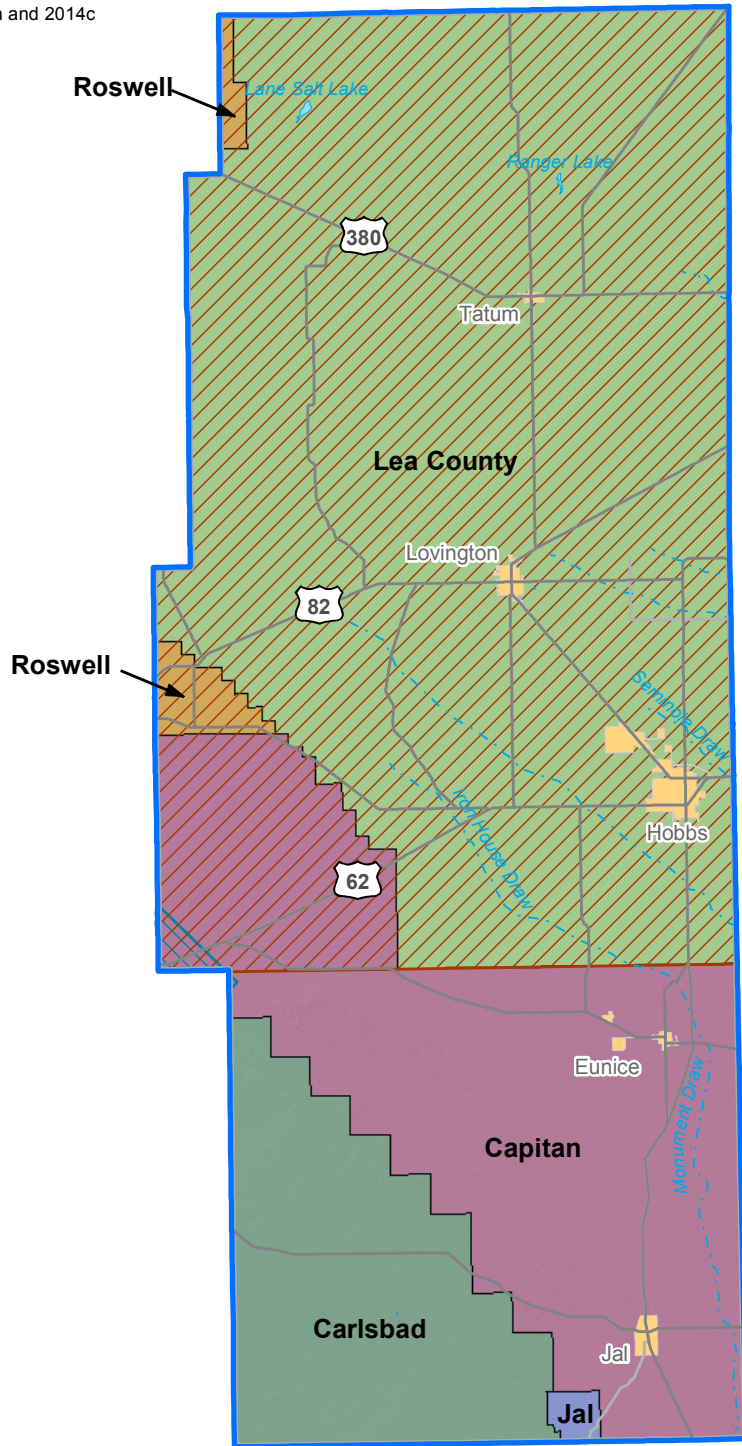 and 2014c
Roswell
Lane Salt Lake
Ranger Lake
380
Tatum
Lea County
Lovington
82
Roswell
Seminole Draw
Iron House Draw
Hobbs
62
Eunice
Monument Draw
Capitan
Carlsbad
Jal
Jal